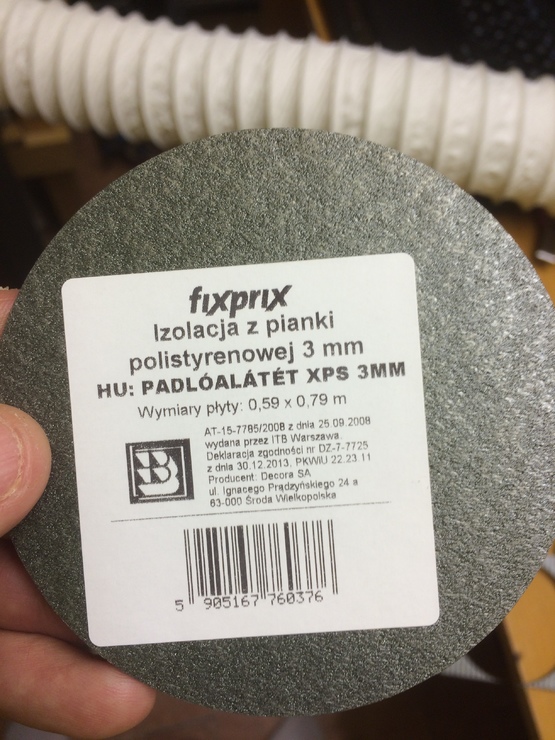 fixprix
Izolacja z pianki
polistyrenowej 3 mm
HU: PADLÓALÁTÉT XPS 3MM
Wymiary płyty: 0,59 x 0,79 m
AT-15-7785/2008 z dnia 25.09.2008
wydana przez ITB Warszawa.
Deklaracja zgodności nr DZ-7-7725
z dnia 30.12.2013, PKWIU 22.23.11
Producent: Decora SA
ul. Ignacego Prądzyńskiego 24 a
63-000 Środa Wielkopolska
5 905167 760376